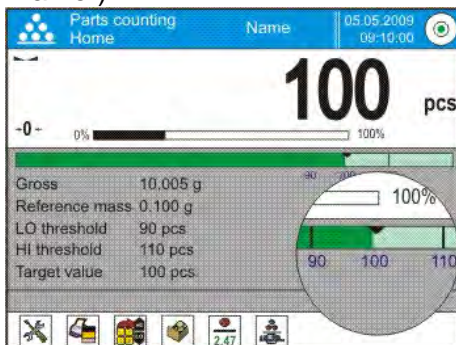 Parts counting
Home
Name
05.05.2009
09:10:00
100
pcs
-0-
0%
100%
90
Gross 10,005 g
Reference mass 0.100 g
LO threshold 90 pcs
HI threshold 110 pcs
Target value 100 pcs
100%
90 100 110
2.47